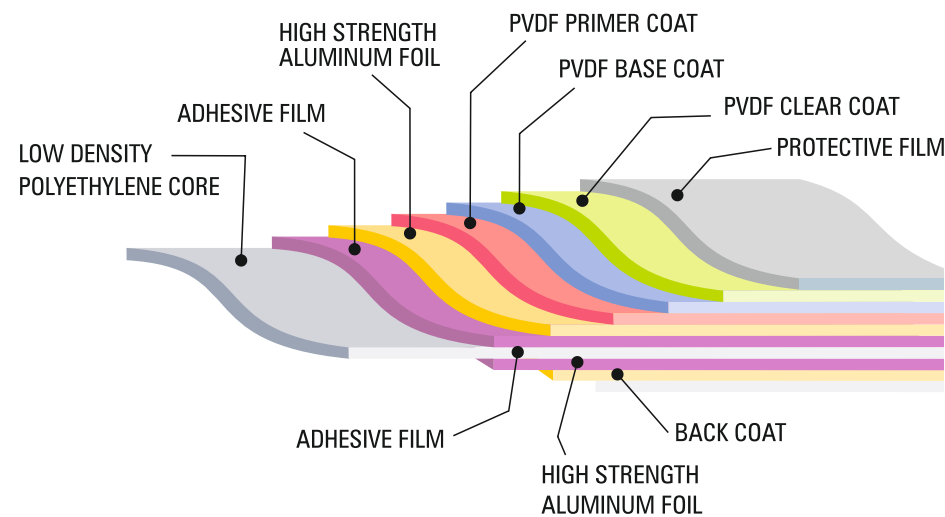 PVDF PRIMER COAT
HIGH STRENGTH
ALUMINUM FOIL
PVDF BASE COAT
ADHESIVE FILM
PVDF CLEAR COAT
LOW DENSITY
POLYETHYLENE CORE
PROTECTIVE FILM
ADHESIVE FILM
BACK COAT
HIGH STRENGTH
ALUMINUM FOIL